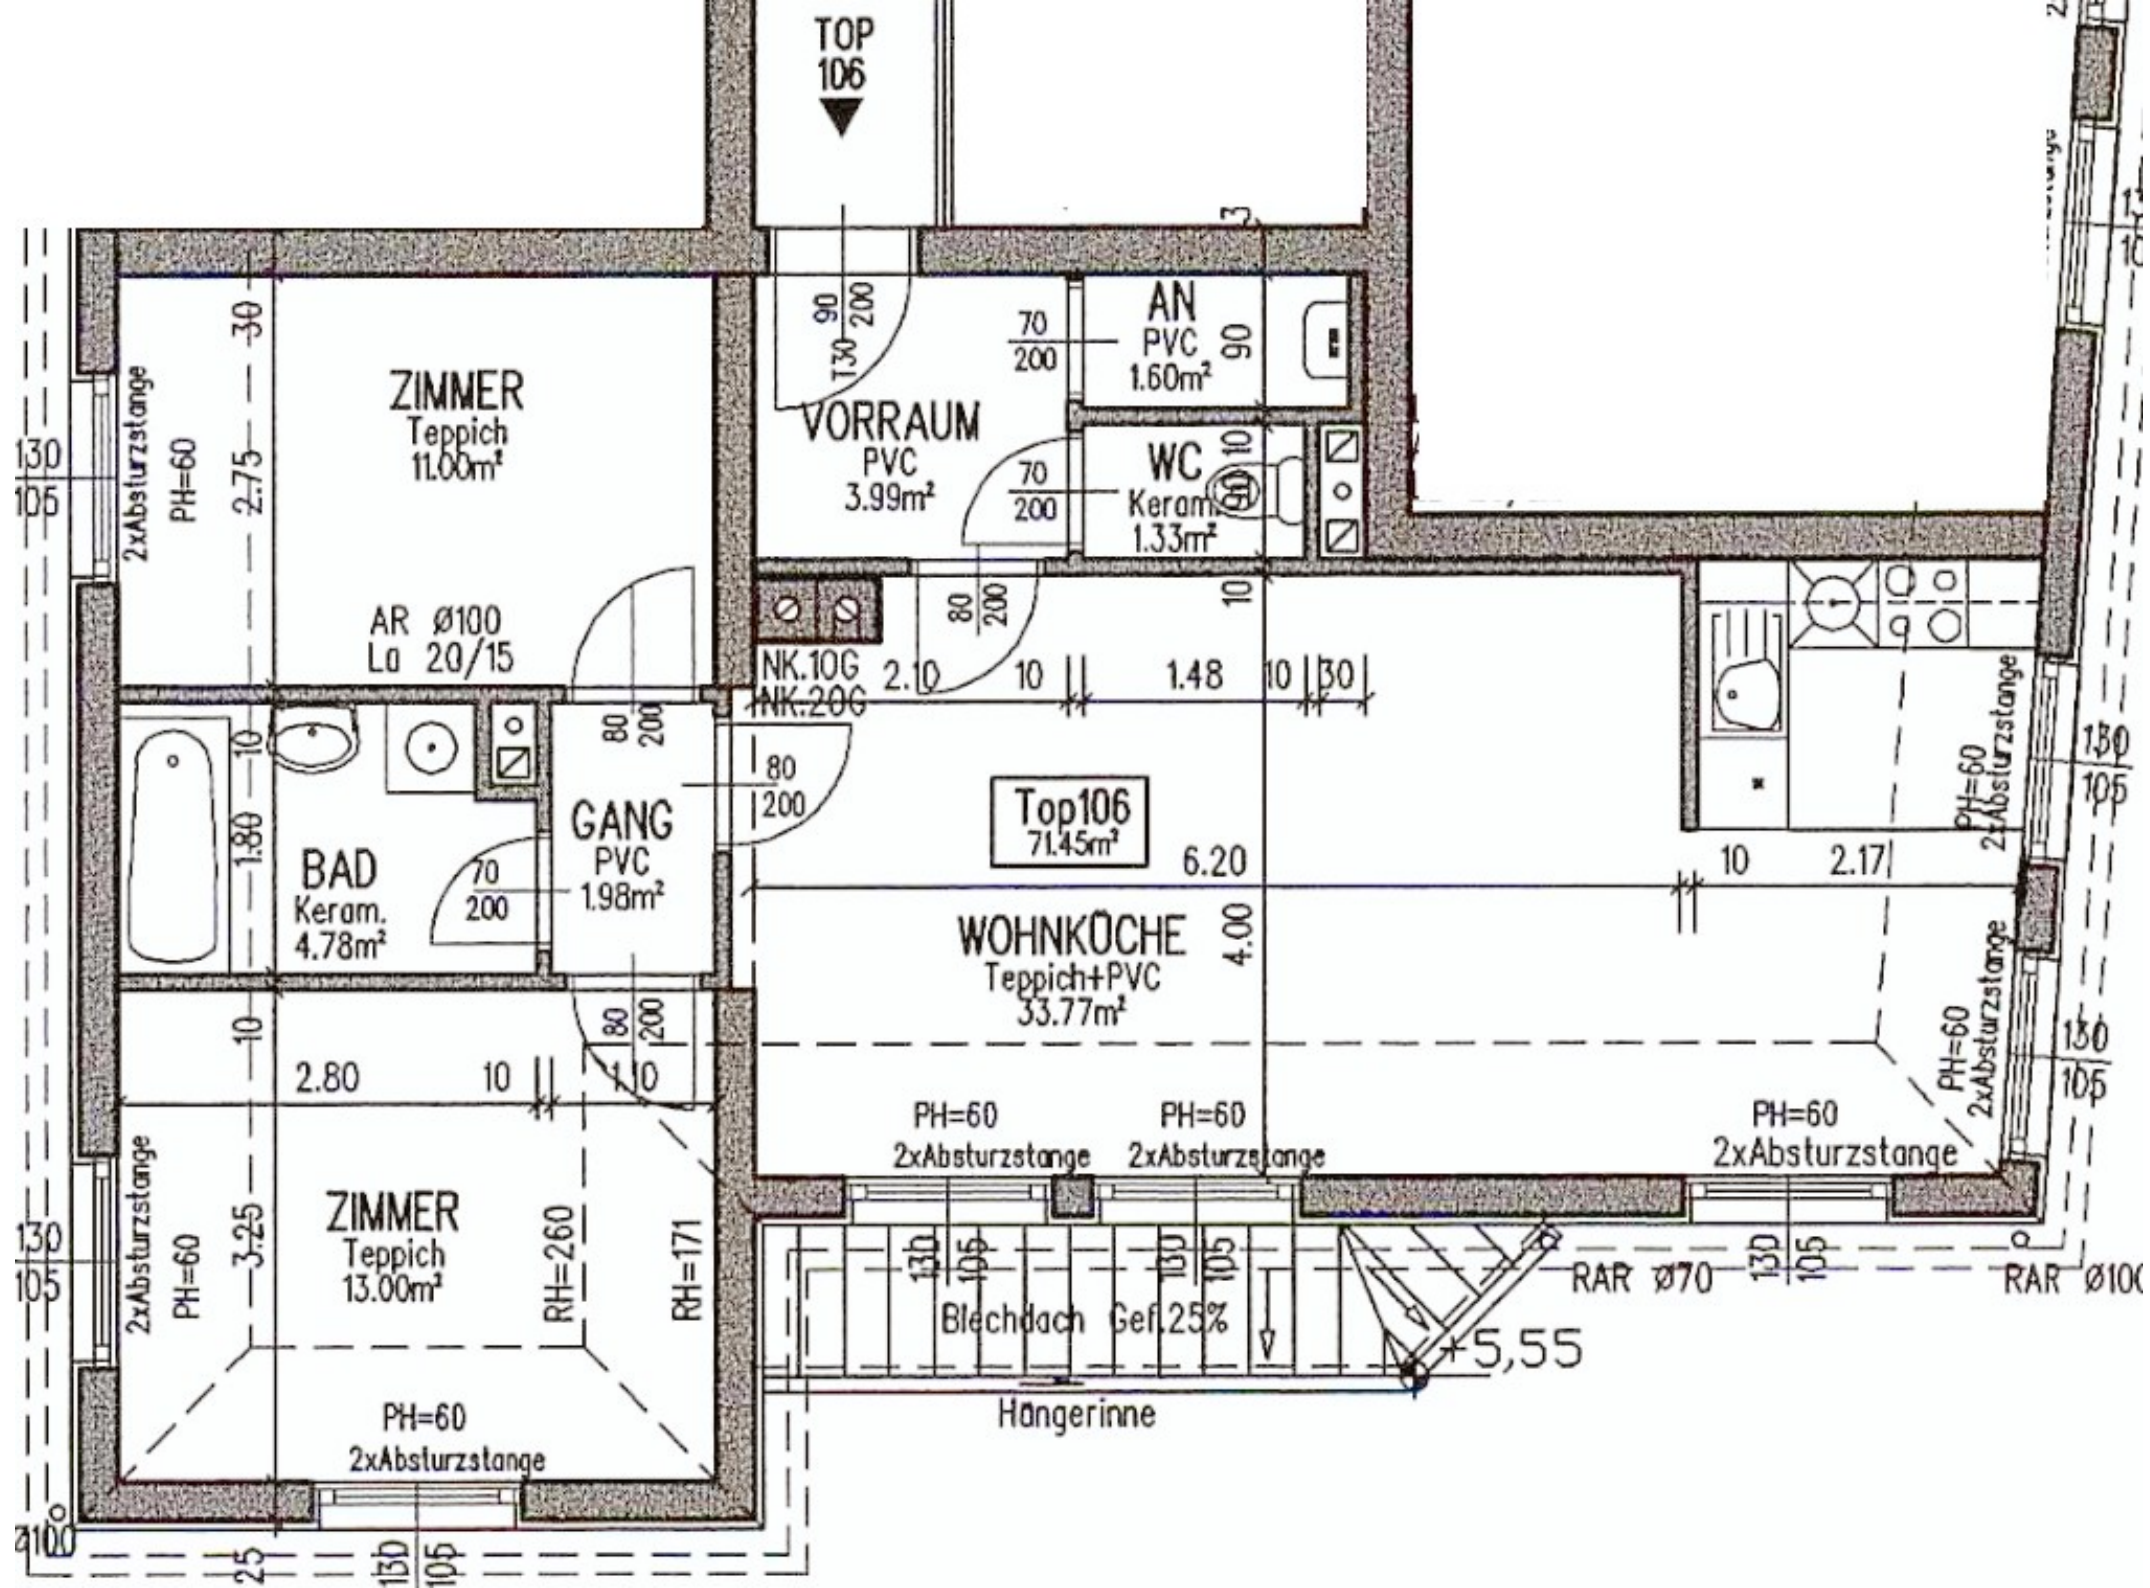 TOP
106
3
30
ZIMMER
Teppich
11.00m²
2xAbsturzstange
PH=60
2.75
130
105
AR Ø100
La 20/15
90
200
130
VORRAUM
PVC
3.99m²
70
200
AN
PVC
1.60m²
90
70
200
WC
Keram.
1.33m²
10
90
10
80
200
NK.10G
NK.20G
2.10
10
1.48
10
30
80
200
10
1.80
BAD
Keram.
4.78m²
70
200
GANG
PVC
1.98m²
80
200
Top106
71.45m²
6.20
10
2.17
WOHNKÜCHE
Teppich+PVC
33.77m²
4.00
PH=60
2xAbsturzstange
130
105
PH=60
2xAbsturzstange
130
105
10
80
200
2.80
10
1.10
PH=60
2xAbsturzstange
PH=60
2xAbsturzstange
PH=60
2xAbsturzstange
130
105
2xAbsturzstange
PH=60
3.25
ZIMMER
Teppich
13.00m²
RH=260
RH=171
130
105
130
105
130
105
Blechdach Gef.25%
RAR Ø70
RAR Ø100
+5,55
Hängerinne
PH=60
2xAbsturzstange
Ø100
25
130
105